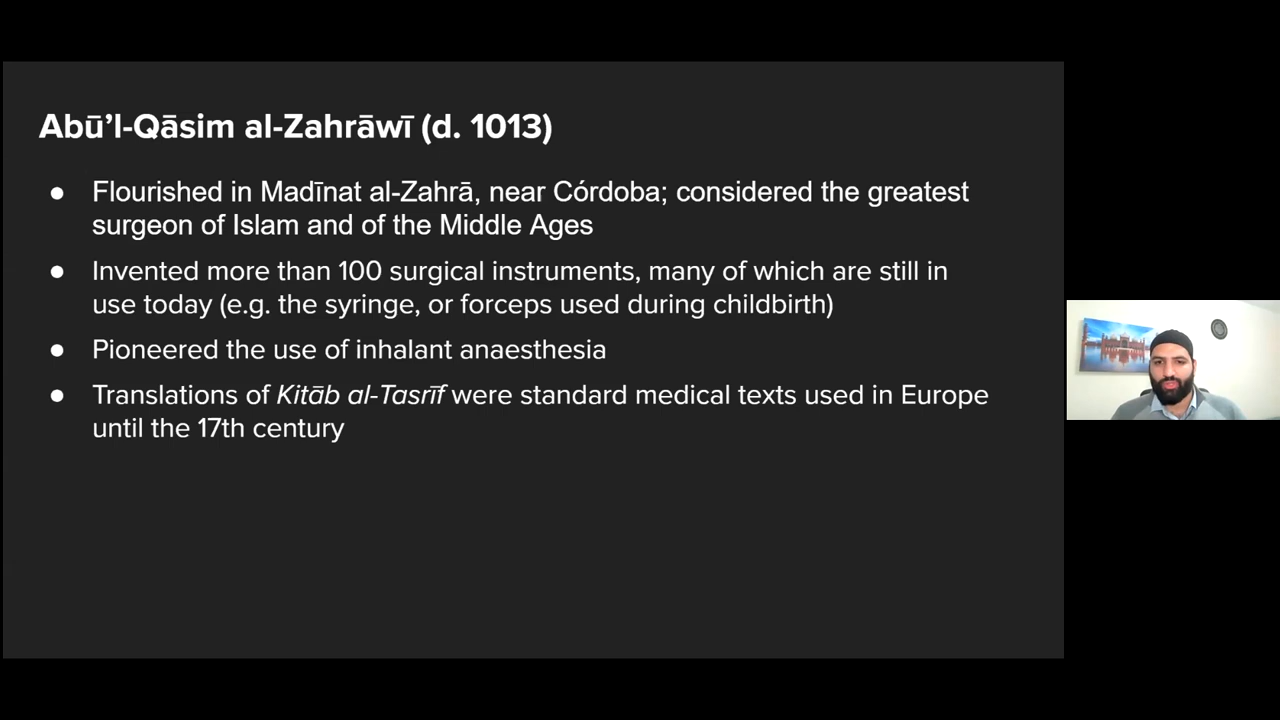 Abū’l-Qāsim al-Zahrāwī (d. 1013)
● Flourished in Madīnat al-Zahrā, near Córdoba; considered the greatest
surgeon of Islam and of the Middle Ages
● Invented more than 100 surgical instruments, many of which are still in
use today (e.g. the syringe, or forceps used during childbirth)
● Pioneered the use of inhalant anaesthesia
● Translations of Kitāb al-Tasrīf were standard medical texts used in Europe
until the 17th century